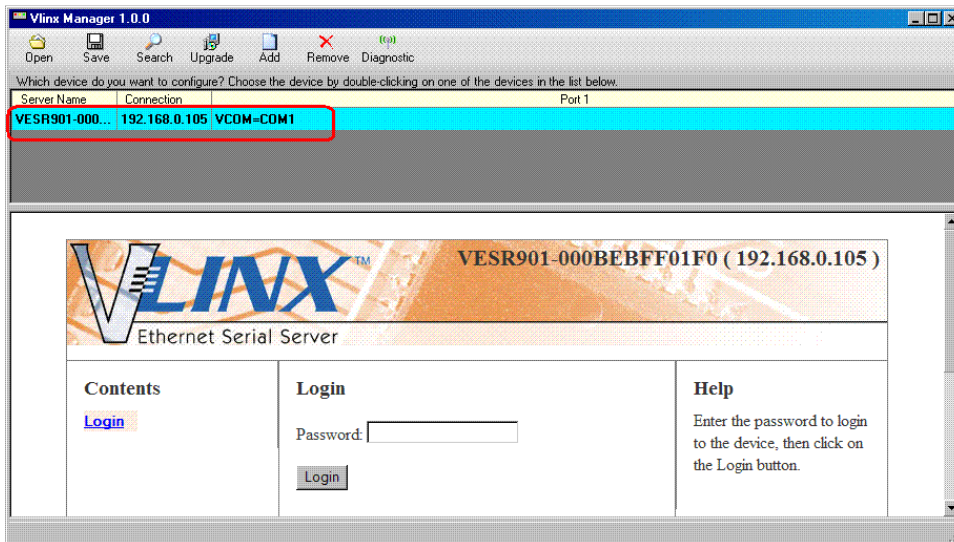 Vlinx Manager 1.0.0
Open Save Search Upgrade Add Remove Diagnostic
Which device do you want to configure? Choose the device by double-clicking on one of the devices in the list below.
Server Name Connection Port 1
VESR901-000... 192.168.0.105 VCOM=COM1
VLINX™
Ethernet Serial Server
VESR901-000BEBFF01F0 ( 192.168.0.105 )
Contents
Login
Login
Password:
Login
Help
Enter the password to login
to the device, then click on
the Login button.